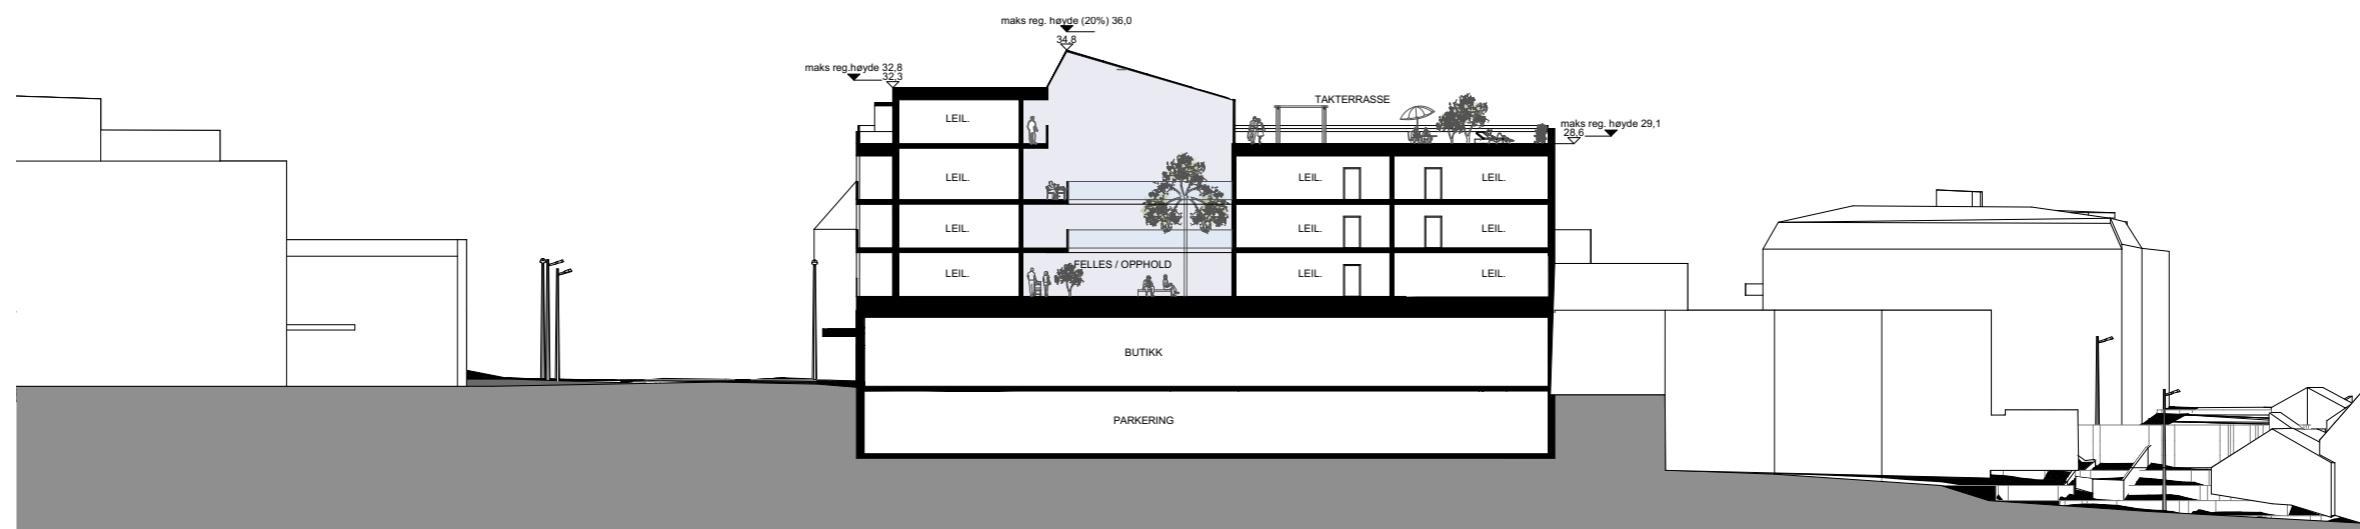 maks reg. høyde (20%) 36,0
34,8
maks reg.høyde 32,8
32,3
TAKTERRASSE
maks reg. høyde 29,1
28,6
LEIL.
LEIL.
LEIL.
LEIL.
LEIL.
LEIL.
LEIL.
FELLES / OPPHOLD
LEIL.
LEIL.
LEIL.
BUTIKK
PARKERING